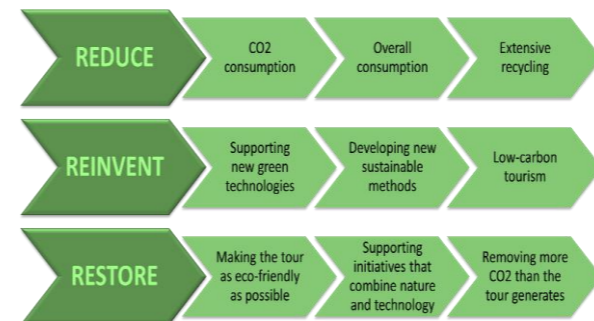 REDUCE
CO2
consumption
Overall
consumption
Extensive
recycling
REINVENT
Supporting
new green
technologies
Developing new
sustainable
methods
Low-carbon
tourism
RESTORE
Making the tour
as eco-friendly
as possible
Supporting
initiatives that
combine nature
and technology
Removing more
CO2 than the
tour generates